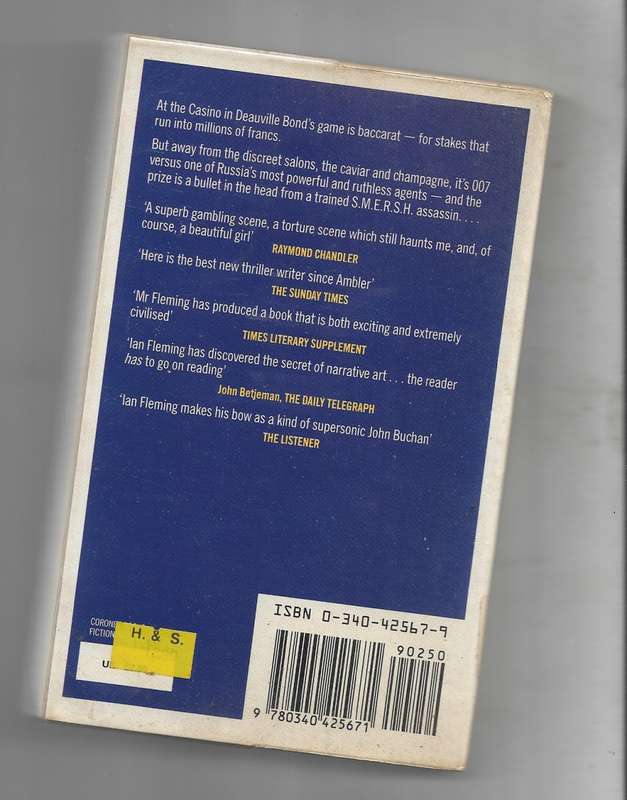 At the Casino in Deauville Bond's game is baccarat — for stakes that
run into millions of francs.
But away from the discreet salons, the caviar and champagne, it's 007
versus one of Russia's most powerful and ruthless agents — and the
prize is a bullet in the head from a trained S.M.E.R.S.H. assassin. . . .
'A superb gambling scene, a torture scene which still haunts me, and, of
course, a beautiful girl'
RAYMOND CHANDLER
'Here is the best new thriller writer since Ambler'
THE SUNDAY TIMES
'Mr Fleming has produced a book that is both exciting and extremely
civilised'
TIMES LITERARY SUPPLEMENT
'Ian Fleming has discovered the secret of narrative art . . . the reader
has to go on reading'
John Betjeman, THE DAILY TELEGRAPH
'Ian Fleming makes his bow as a kind of supersonic John Buchan'
THE LISTENER
FICTION
H. & S.
ISBN 0-340-42567-9
90250
9 780340 425671